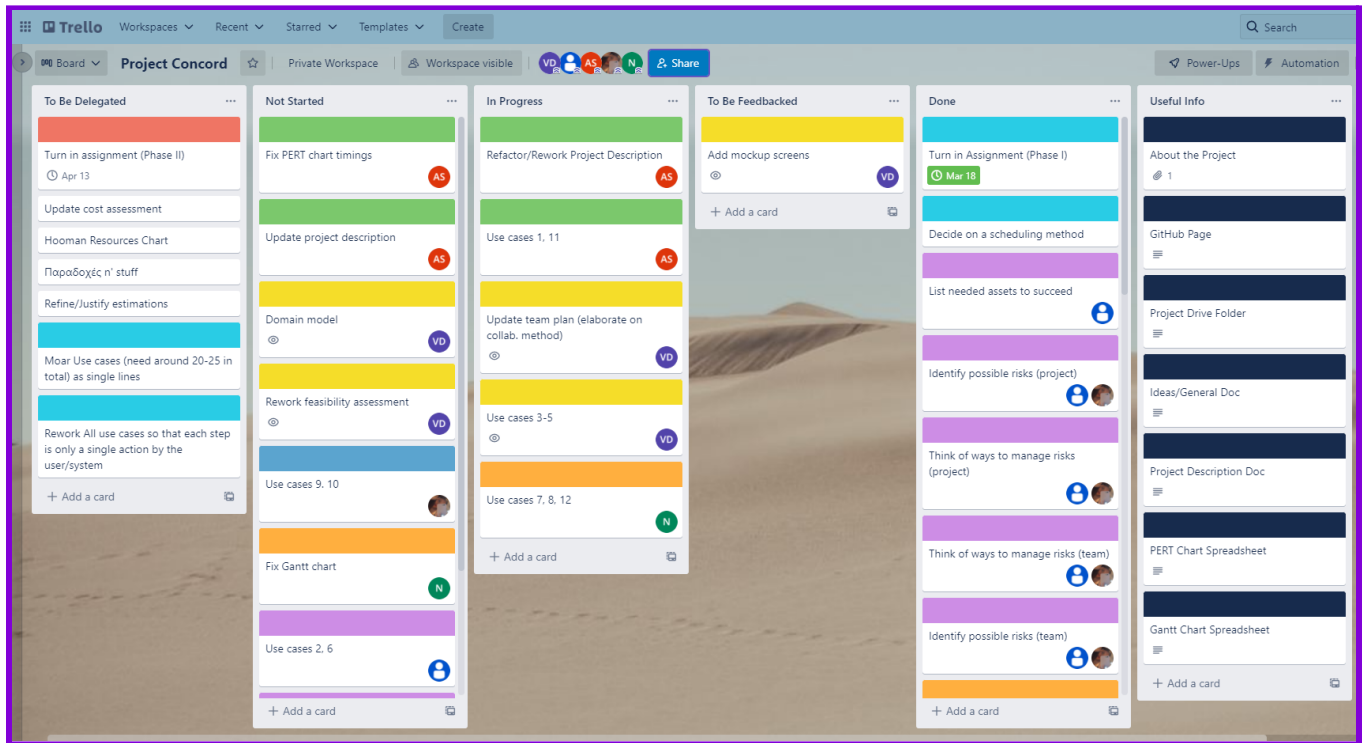 Trello Workspaces Recent Starred Templates Create Search
Board Project Concord Private Workspace Workspace visible VD AS N Share Power-Ups Automation
To Be Delegated
Turn in assignment (Phase II)
Apr 13
Update cost assessment
Hooman Resources Chart
Παραδοχές n' stuff
Refine/Justify estimations
Moar Use cases (need around 20-25 in
total) as single lines
Rework All use cases so that each step
is only a single action by the
user/system
+ Add a card
Not Started
Fix PERT chart timings
AS
Update project description
AS
Domain model
VD
Rework feasibility assessment
VD
Use cases 9, 10
Fix Gantt chart
N
Use cases 2, 6
+ Add a card
In Progress
Refactor/Rework Project Description
AS
Use cases 1, 11
AS
Update team plan (elaborate on
collab. method)
VD
Use cases 3-5
VD
Use cases 7, 8, 12
N
+ Add a card
To Be Feedbacked
Add mockup screens
VD
+ Add a card
Done
Turn in Assignment (Phase I)
Mar 18
Decide on a scheduling method
List needed assets to succeed
Identify possible risks (project)
Think of ways to manage risks
(project)
Think of ways to manage risks (team)
Identify possible risks (team)
+ Add a card
Useful Info
About the Project
1
GitHub Page
Project Drive Folder
Ideas/General Doc
Project Description Doc
PERT Chart Spreadsheet
Gantt Chart Spreadsheet
+ Add a card